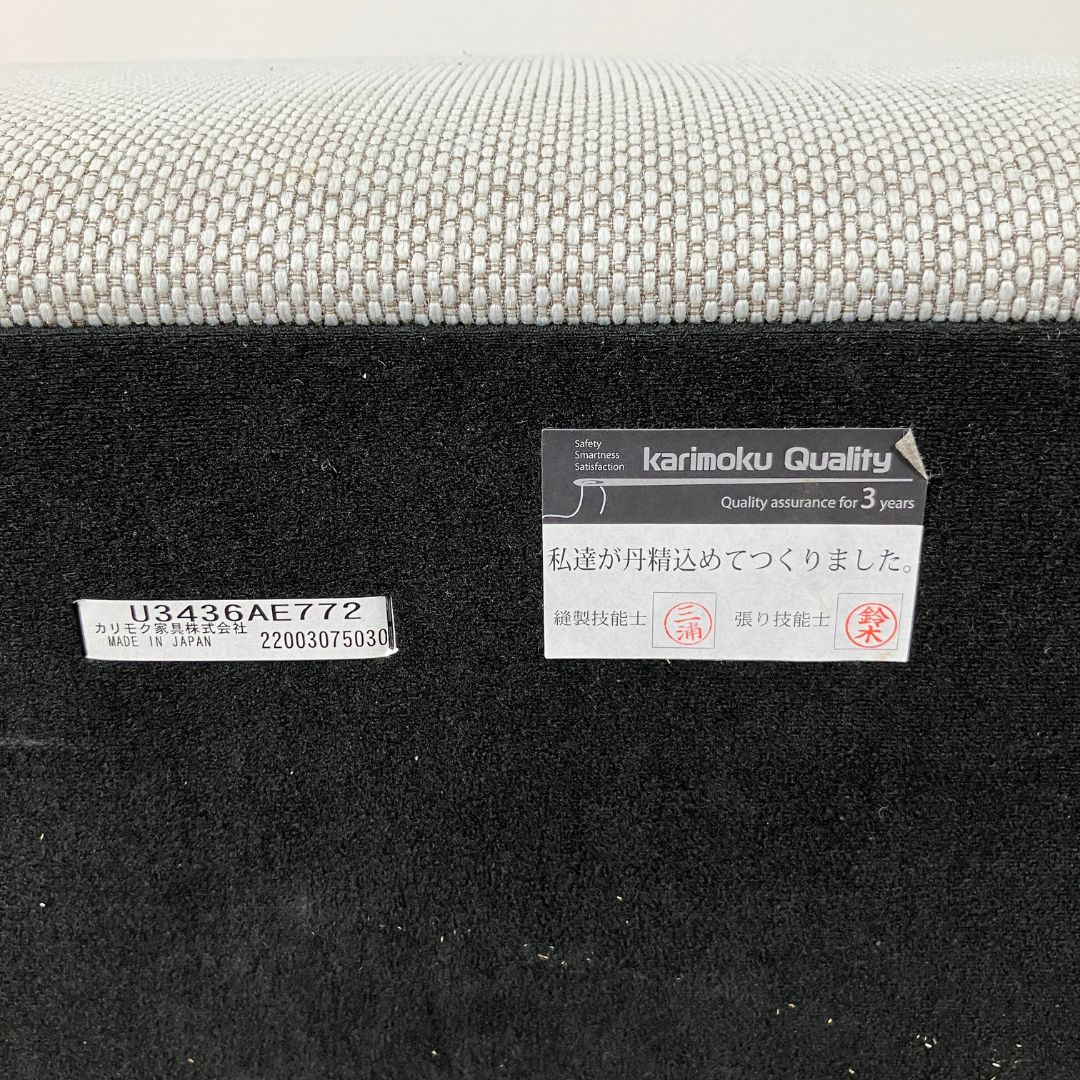 U3436AE772
カリモク家具株式会社
MADE IN JAPAN 22003075030
Safety
Smartness
Satisfaction
karimoku Quality
Quality assurance for 3 years
私達が丹精込めてつくりました。
縫製技能士 三浦 張り技能士 鈴木